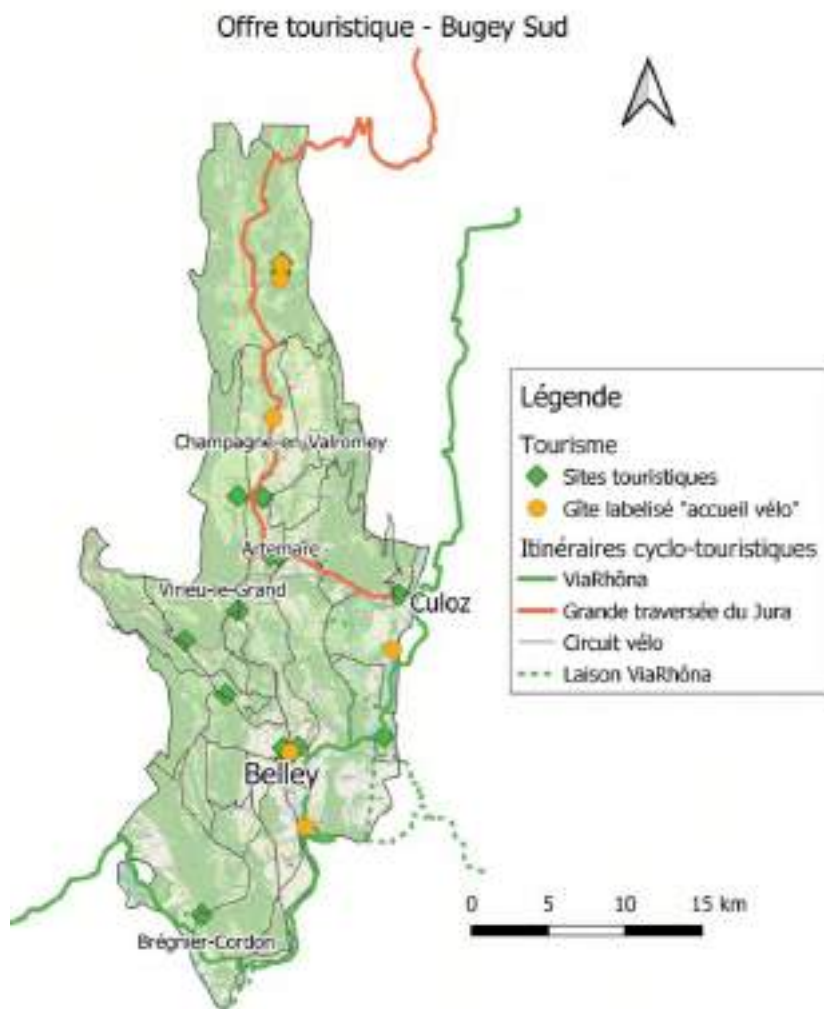 Offre touristique - Bugey Sud
Champagne-en-Valromey
Artemare
Virieu-le-Grand
Culoz
Belley
Brégnier-Cordon
Légende
Tourisme
Sites touristiques
Gîte labelisé "accueil vélo"
Itinéraires cyclo-touristiques
ViaRhôna
Grande traversée du Jura
Circuit vélo
Laison ViaRhôna
0 5 10 15 km